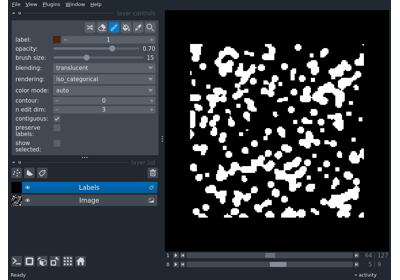 File View Plugins Window Help
layer controls
label: 1
opacity: 0.70
brush size: 15
blending: translucent
rendering: iso_categorical
color mode: auto
contour: 0
n edit dim: 3
contiguous:
preserve
labels:
show
selected:
layer list
Labels
Image
1 64 127
0 5 9
Ready
activity